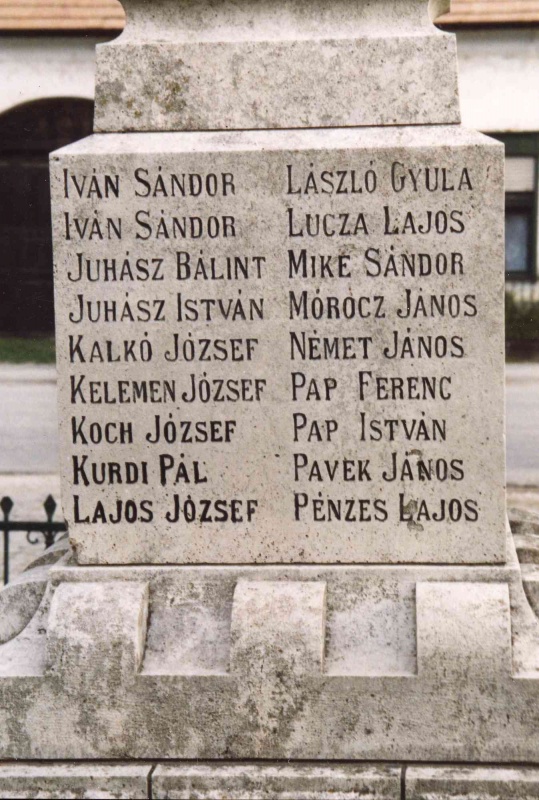 IVÁN SÁNDOR
IVÁN SÁNDOR
JUHÁSZ BÁLINT
JUHÁSZ ISTVÁN
KALKÓ JÓZSEF
KELEMEN JÓZSEF
KOCH JÓZSEF
KURDI PÁL
LAJOS JÓZSEF
LÁSZLÓ GYULA
LUCZA LAJOS
MIKE SÁNDOR
MÓRÓCZ JÁNOS
NÉMET JÁNOS
PAP FERENC
PAP ISTVÁN
PAVEK JÁNOS
PÉNZES LAJOS